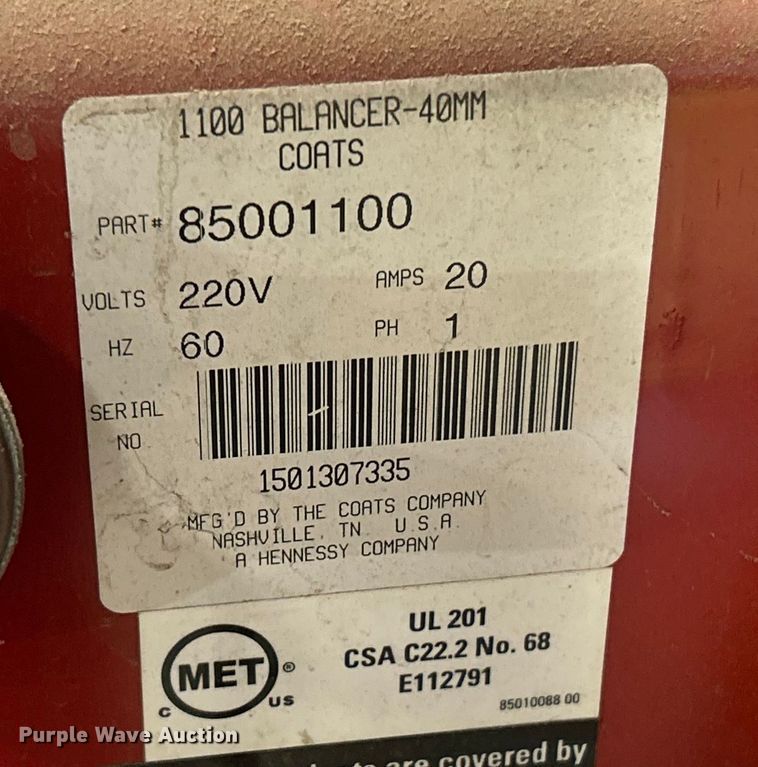 1100 BALANCER-40MM
COATS
PART# 85001100
VOLTS 220V AMPS 20
HZ 60 PH 1
SERIAL
NO
1501307335
MFG'D BY THE COATS COMPANY
NASHVILLE, TN. U.S.A.
A HENNESSY COMPANY
UL 201
CSA C22.2 No. 68
E112791
MET ®
C US
85010088 00
are covered by
Purple Wave Auction